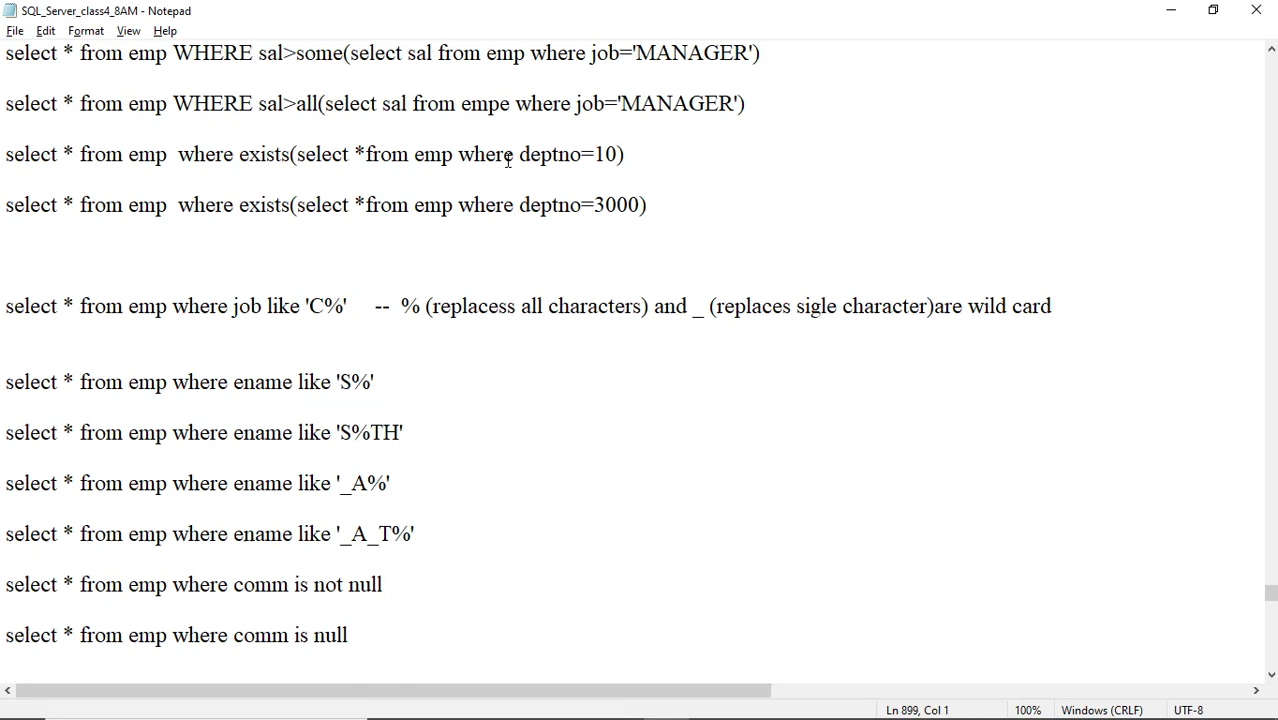 SQL_Server_class4_8AM - Notepad
File Edit Format View Help
select * from emp WHERE sal>some(select sal from emp where job='MANAGER')
select * from emp WHERE sal>all(select sal from empe where job='MANAGER')
select * from emp  where exists(select *from emp where deptno=10)
select * from emp  where exists(select *from emp where deptno=3000)
select * from emp where job like 'C%'     --  % (replacess all characters) and _ (replaces sigle character)are wild card
select * from emp where ename like 'S%'
select * from emp where ename like 'S%TH'
select * from emp where ename like '_A%'
select * from emp where ename like '_A_T%'
select * from emp where comm is not null
select * from emp where comm is null
Ln 899, Col 1 100% Windows (CRLF) UTF-8